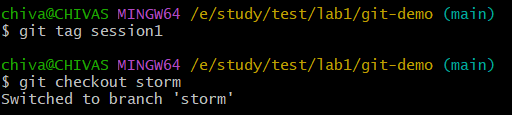 chiva@CHIVAS MINGW64 /e/study/test/lab1/git-demo (main)
$ git tag session1
chiva@CHIVAS MINGW64 /e/study/test/lab1/git-demo (main)
$ git checkout storm
Switched to branch 'storm'